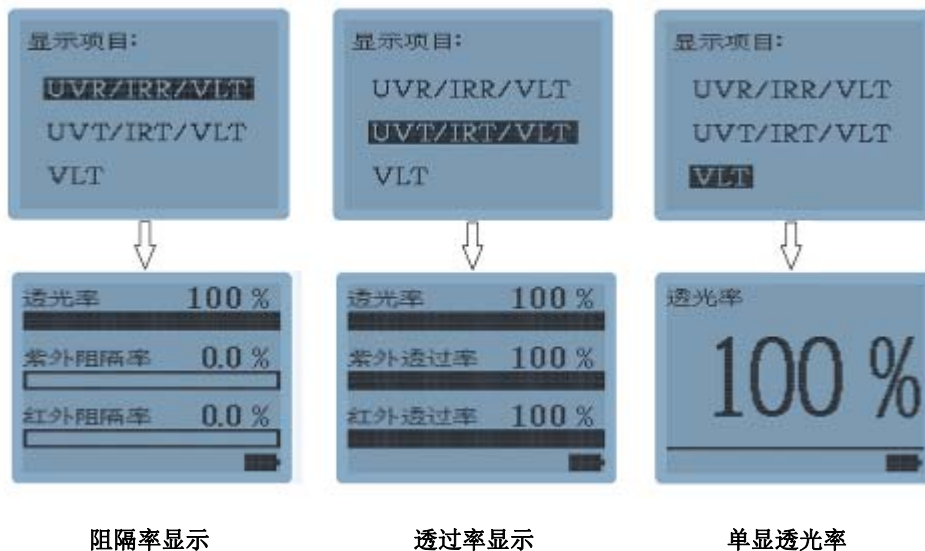 显示项目:
UVR/IRR/VLT
UVT/IRT/VLT
VLT
显示项目:
UVR/IRR/VLT
UVT/IRT/VLT
VLT
显示项目:
UVR/IRR/VLT
UVT/IRT/VLT
VLT
透光率 100 %
紫外阻隔率 0.0 %
红外阻隔率 0.0 %
透光率 100 %
紫外透过率 100 %
红外透过率 100 %
透光率
100 %
阻隔率显示
透过率显示
单显透光率